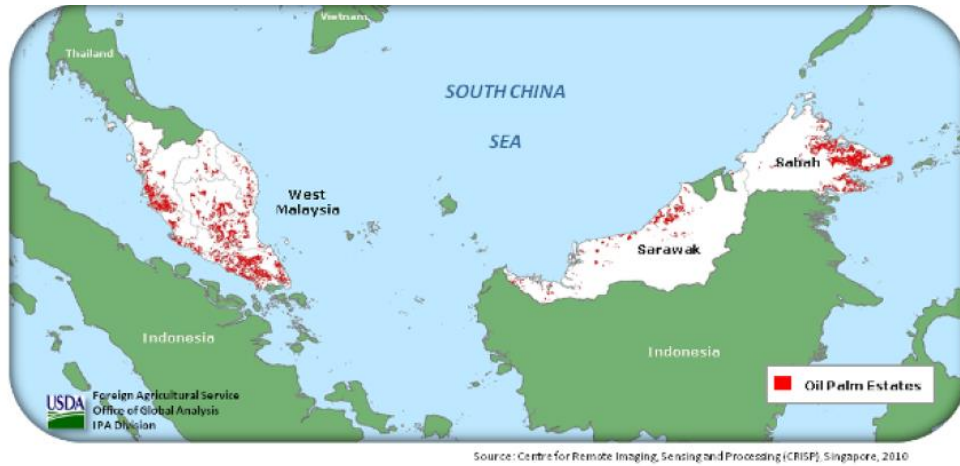 Vietnam
Thailand
SOUTH CHINA
SEA
Sabah
West
Malaysia
Sarawak
Indonesia
Indonesia
Oil Palm Estates
USDA
Foreign Agricultural Service
Office of Global Analysis
IPA Division
Source: Centre for Remote Imaging, Sensing and Processing (CRISP), Singapore, 2010